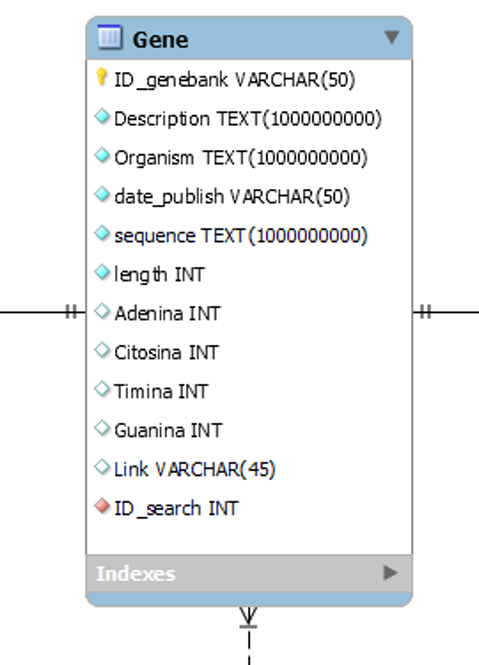 Gene
ID_genebank VARCHAR(50)
Description TEXT(1000000000)
Organism TEXT(1000000000)
date_publish VARCHAR(50)
sequence TEXT(1000000000)
length INT
Adenina INT
Citosina INT
Timina INT
Guanina INT
Link VARCHAR(45)
ID_search INT
Indexes